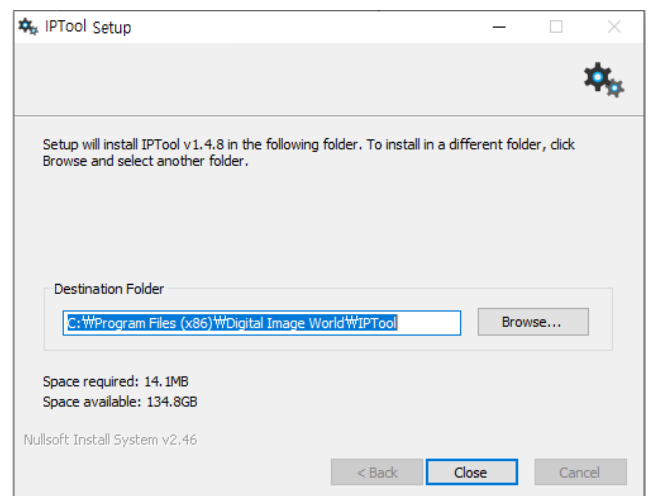 IPTool Setup
Setup will install IPTool v1.4.8 in the following folder. To install in a different folder, click
Browse and select another folder.
Destination Folder
C:₩Program Files (x86)₩Digital Image World₩IPTool
Browse...
Space required: 14.1MB
Space available: 134.8GB
Nullsoft Install System v2.46
< Back
Close
Cancel